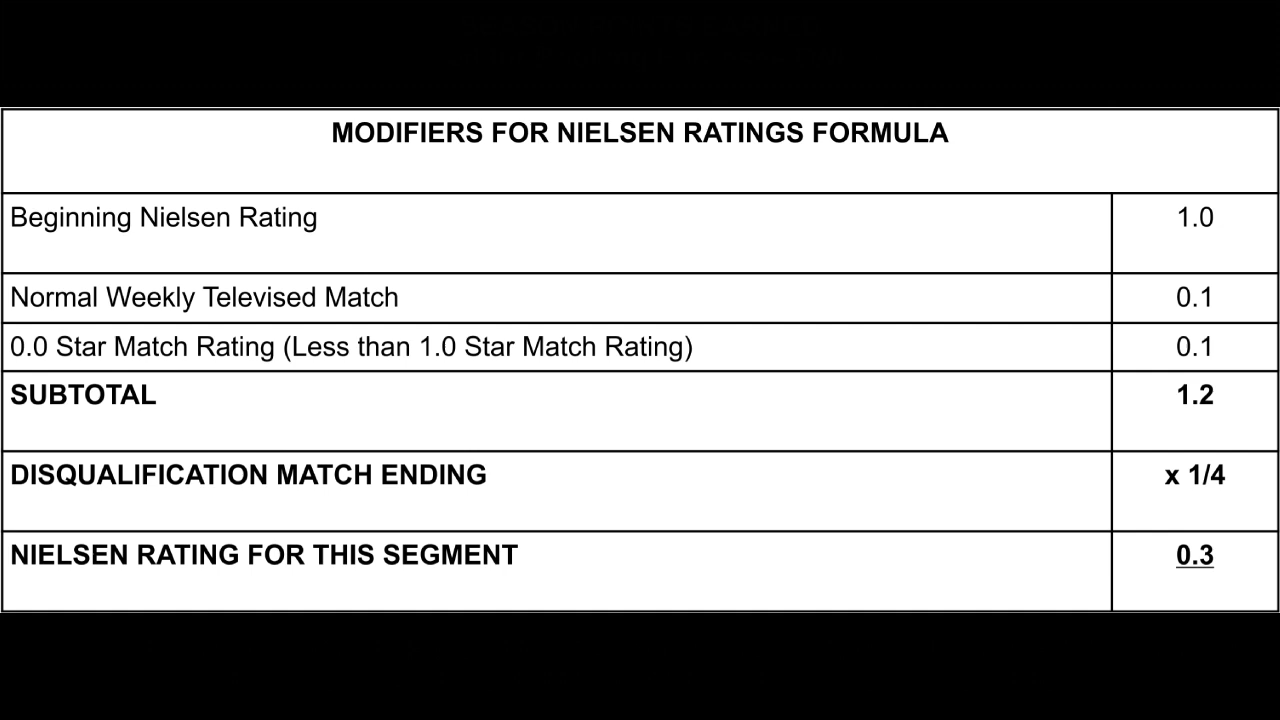 MODIFIERS FOR NIELSEN RATINGS FORMULA
Beginning Nielsen Rating 1.0
Normal Weekly Televised Match 0.1
0.0 Star Match Rating (Less than 1.0 Star Match Rating) 0.1
SUBTOTAL 1.2
DISQUALIFICATION MATCH ENDING x 1/4
NIELSEN RATING FOR THIS SEGMENT 0.3